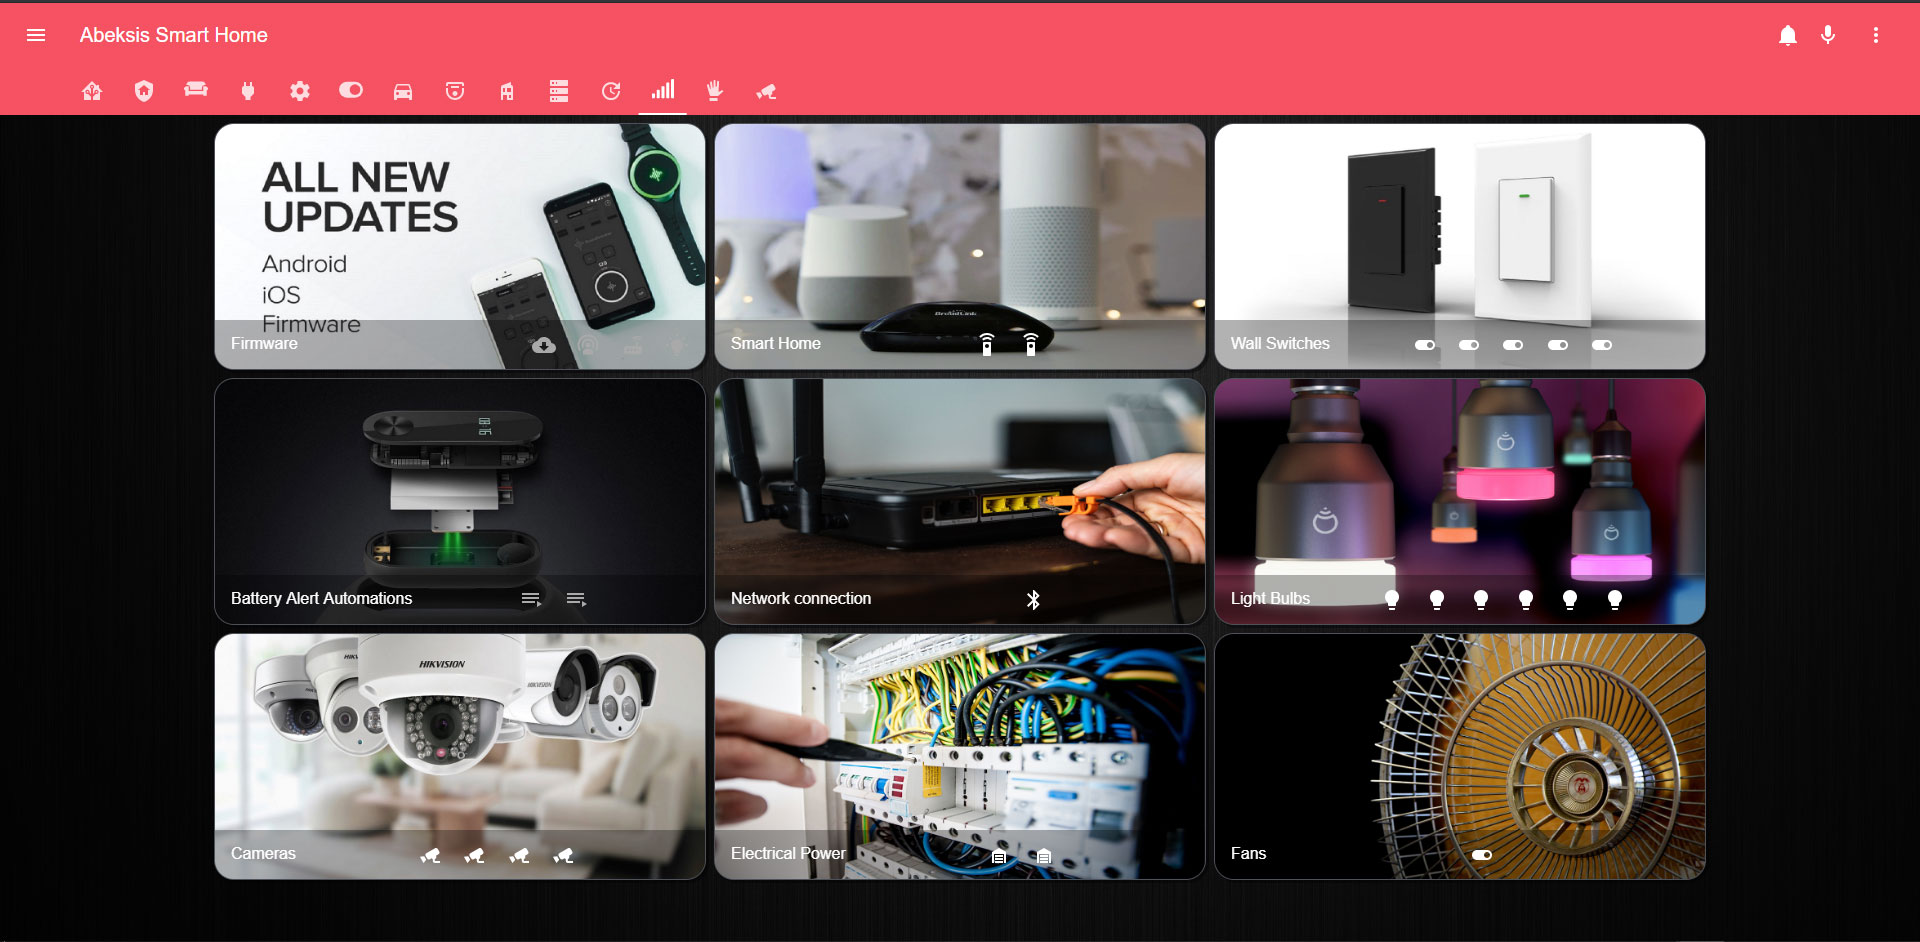 Abeksis Smart Home
ALL NEW
UPDATES
Android
iOS
Firmware
Firmware
Smart Home
Wall Switches
Battery Alert Automations
Network connection
Light Bulbs
HIKVISION
HIKVISION
Cameras
Electrical Power
Fans